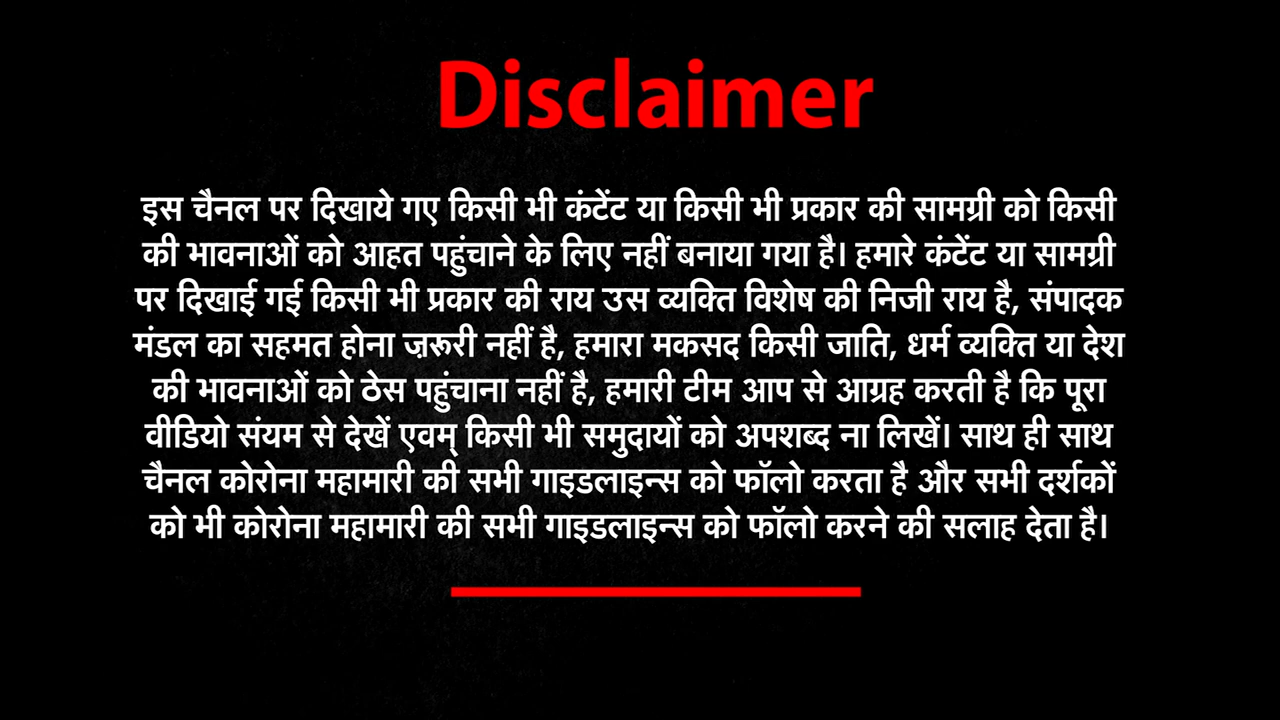 Disclaimer
इस चैनल पर दिखाये गए किसी भी कंटेंट या किसी भी प्रकार की सामग्री को किसी
की भावनाओं को आहत पहुंचाने के लिए नहीं बनाया गया है। हमारे कंटेंट या सामग्री
पर दिखाई गई किसी भी प्रकार की राय उस व्यक्ति विशेष की निजी राय है, संपादक
मंडल का सहमत होना ज़रूरी नहीं है, हमारा मकसद किसी जाति, धर्म व्यक्ति या देश
की भावनाओं को ठेस पहुंचाना नहीं है, हमारी टीम आप से आग्रह करती है कि पूरा
वीडियो संयम से देखें एवम् किसी भी समुदायों को अपशब्द ना लिखें। साथ ही साथ
चैनल कोरोना महामारी की सभी गाइडलाइन्स को फॉलो करता है और सभी दर्शकों
को भी कोरोना महामारी की सभी गाइडलाइन्स को फॉलो करने की सलाह देता है।